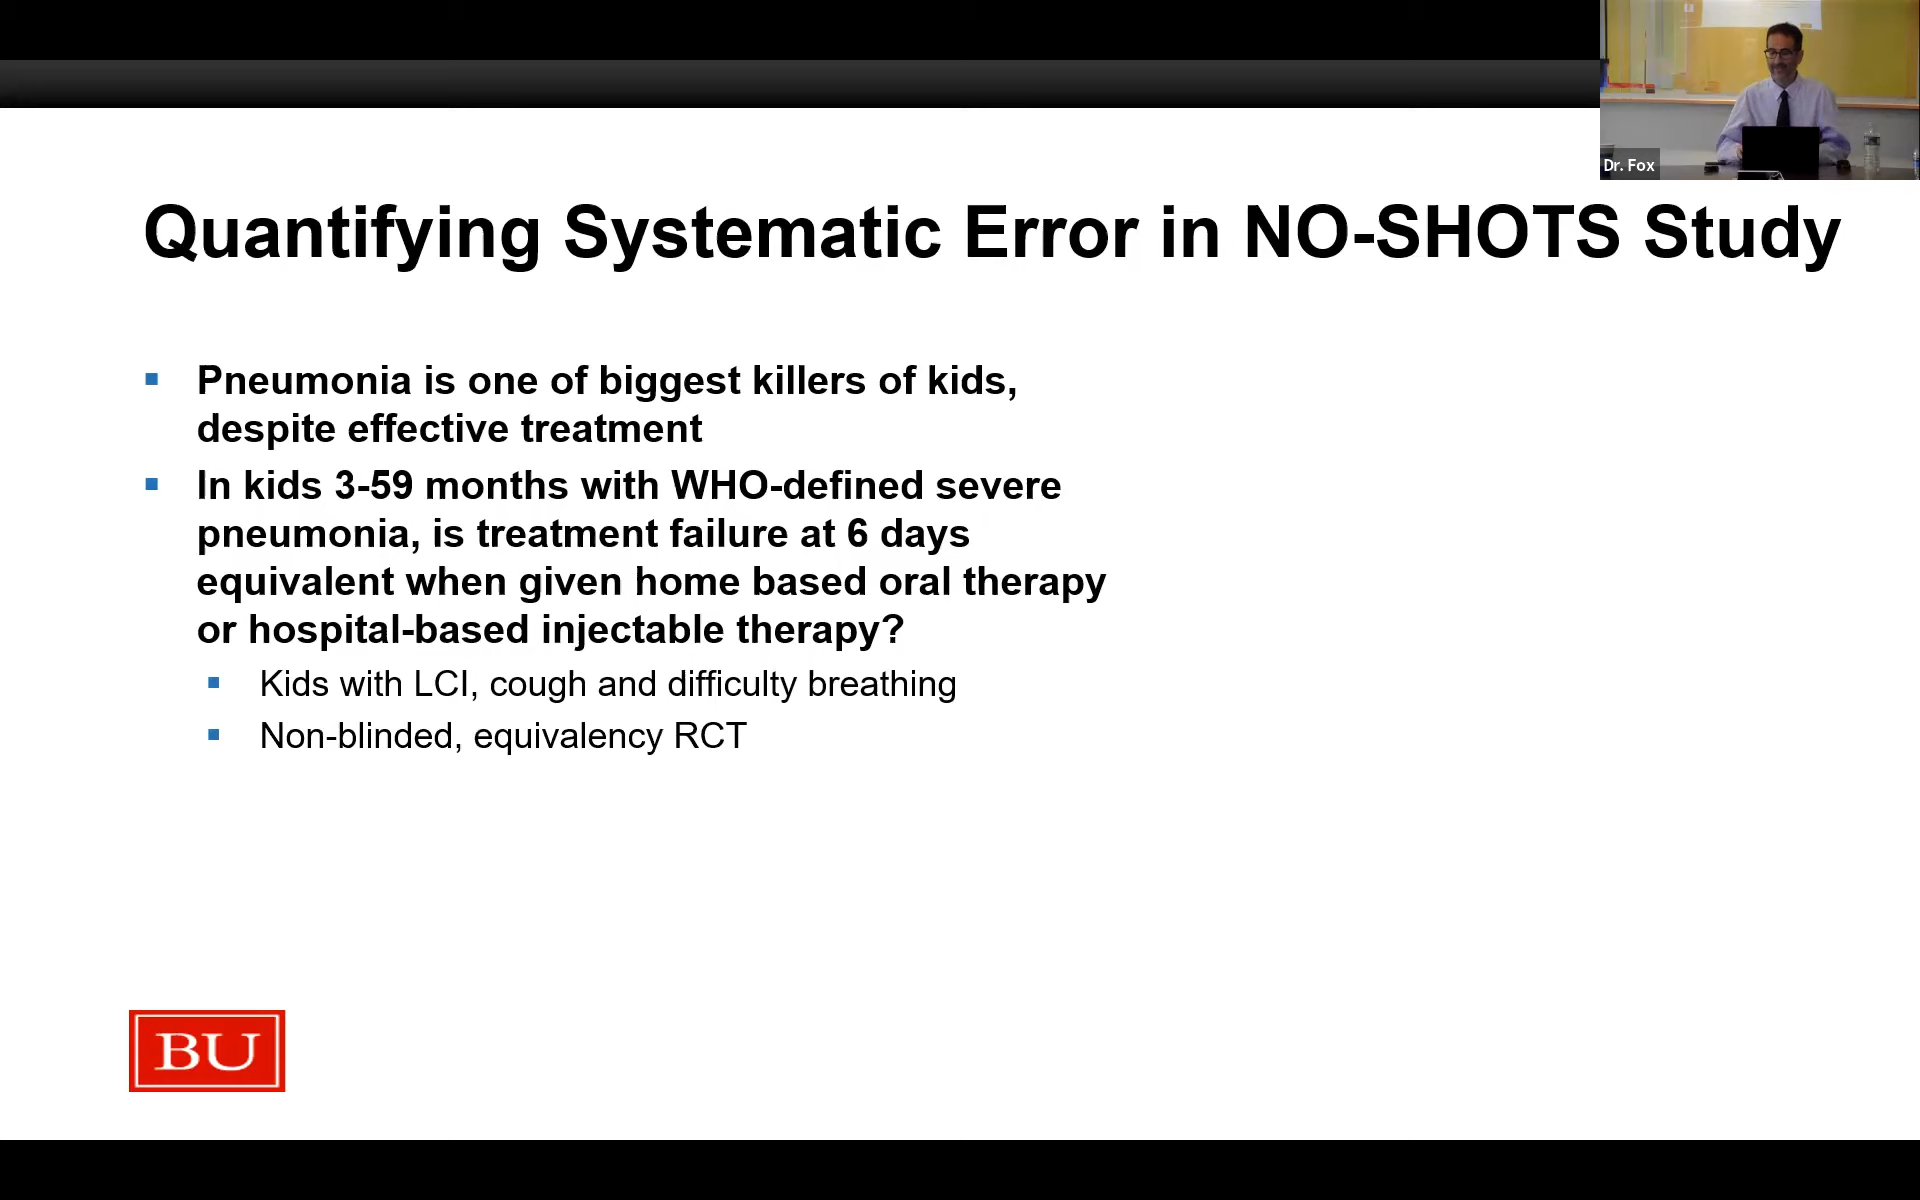 Dr. Fox
Quantifying Systematic Error in NO-SHOTS Study
▪ Pneumonia is one of biggest killers of kids,
despite effective treatment
▪ In kids 3-59 months with WHO-defined severe
pneumonia, is treatment failure at 6 days
equivalent when given home based oral therapy
or hospital-based injectable therapy?
▪ Kids with LCI, cough and difficulty breathing
▪ Non-blinded, equivalency RCT
BU